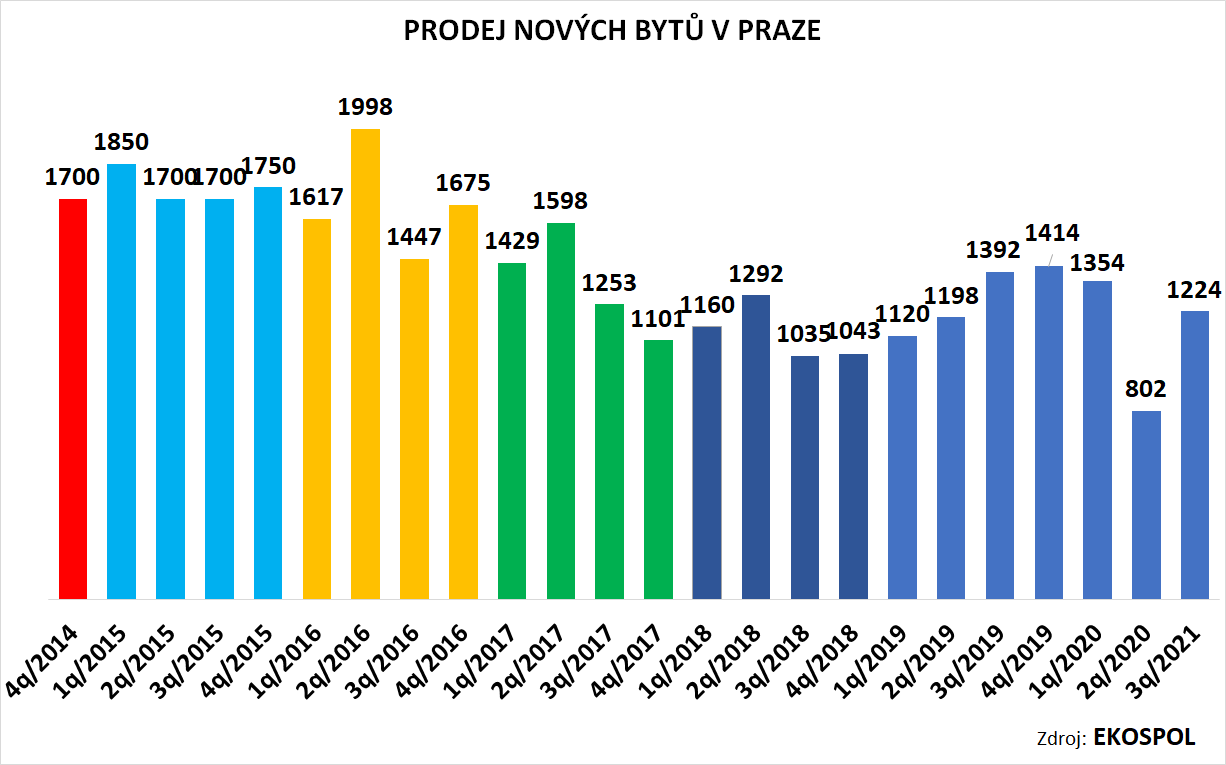 PRODEJ NOVÝCH BYTŮ V PRAZE
1700
1850
1700
1700
1750
1617
1998
1447
1675
1429
1598
1253
1101
1160
1292
1035
1043
1120
1198
1392
1414
1354
802
1224
4q/2014
1q/2015
2q/2015
3q/2015
4q/2015
1q/2016
2q/2016
3q/2016
4q/2016
1q/2017
2q/2017
3q/2017
4q/2017
1q/2018
2q/2018
3q/2018
4q/2018
1q/2019
2q/2019
3q/2019
4q/2019
1q/2020
2q/2020
3q/2021
Zdroj: EKOSPOL